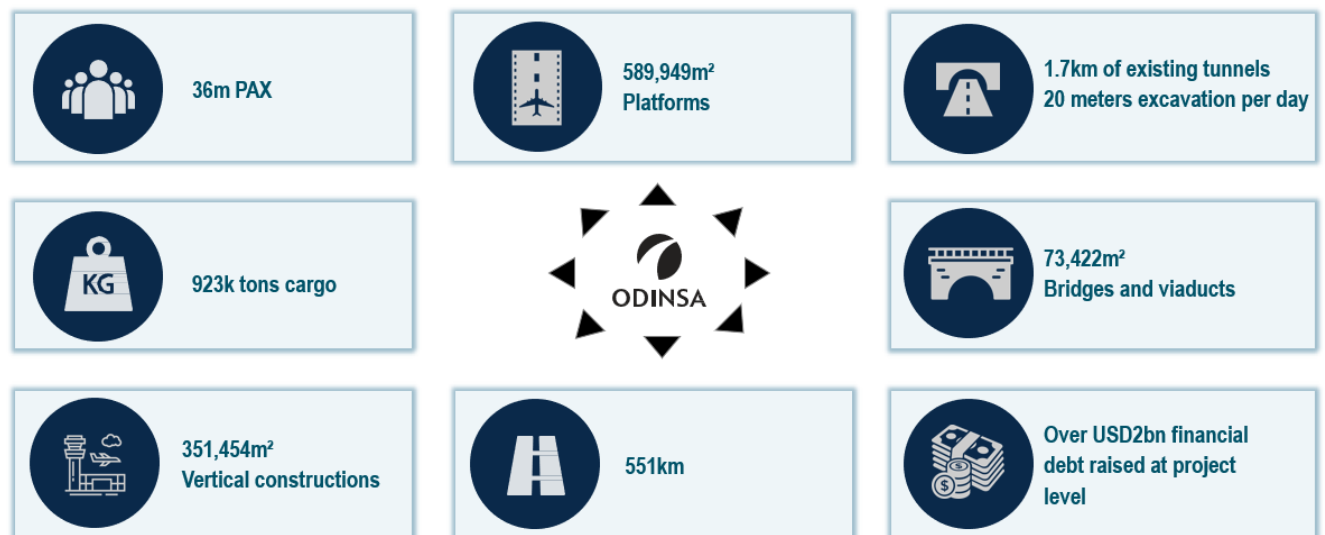 36m PAX
589,949m²
Platforms
1.7km of existing tunnels
20 meters excavation per day
KG
923k tons cargo
ODINSA
73,422m²
Bridges and viaducts
351,454m²
Vertical constructions
551km
$
Over USD2bn financial
debt raised at project
level